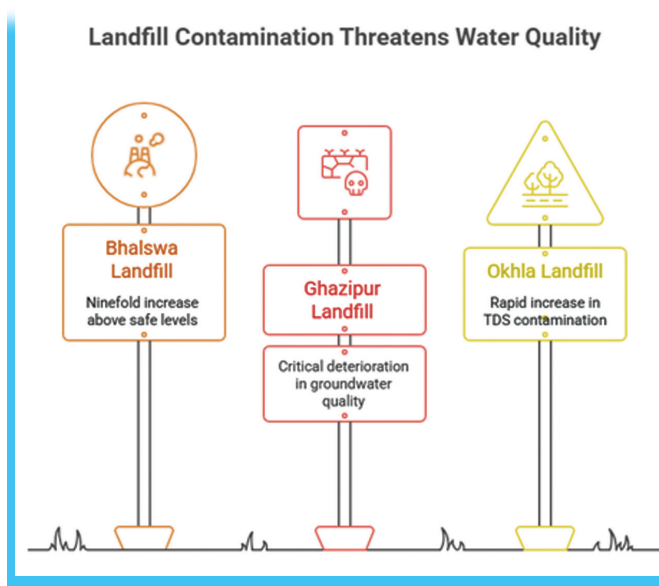 Landfill Contamination Threatens Water Quality
Bhalswa
Landfill
Ninefold increase
above safe levels
Ghazipur
Landfill
Critical deterioration
in groundwater
quality
Okhla Landfill
Rapid increase in
TDS contamination